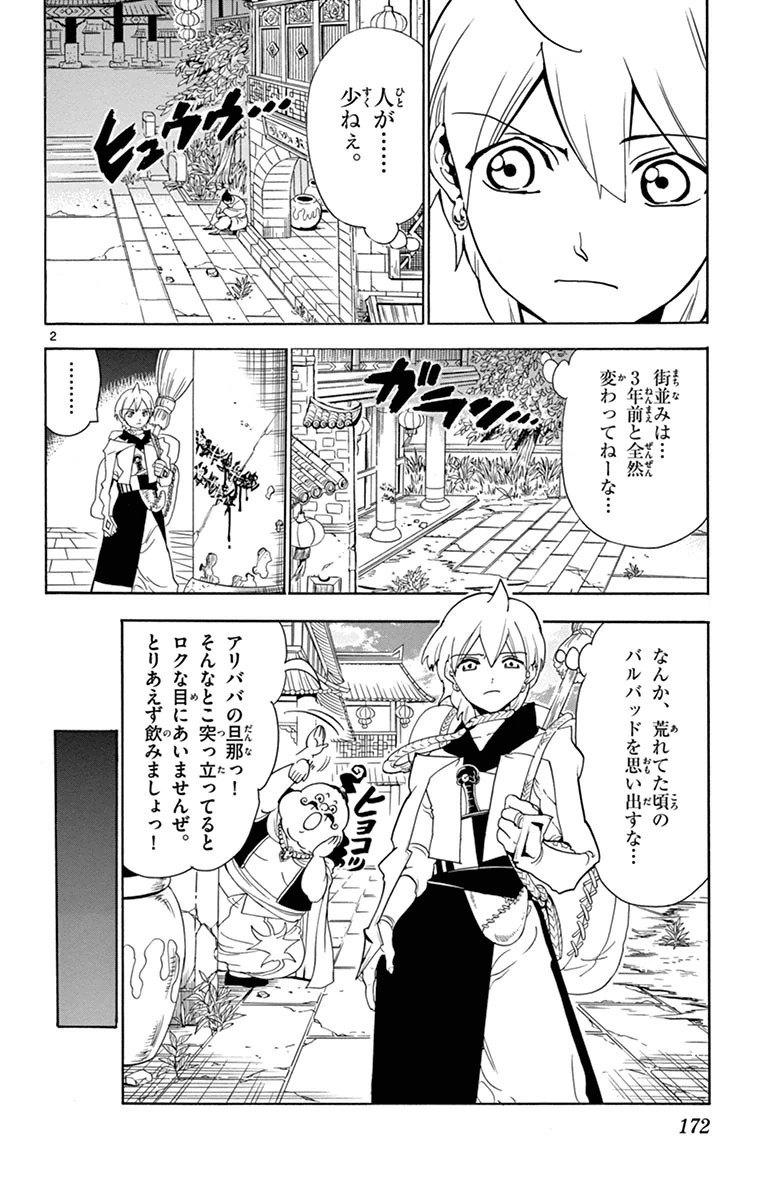 人が……
少ねぇ。
ヒュウウ…
2
街並みは…
3年前と全然
変わってねーな…
ガラン…
………
なんか、荒れてた頃の
バルバッドを思い出すな…
ヒョコッ
アリババの旦那っ！
そんなとこ突っ立ってると
ロクな目にあいませんぜ。
とりあえず飲みましょっ！
172